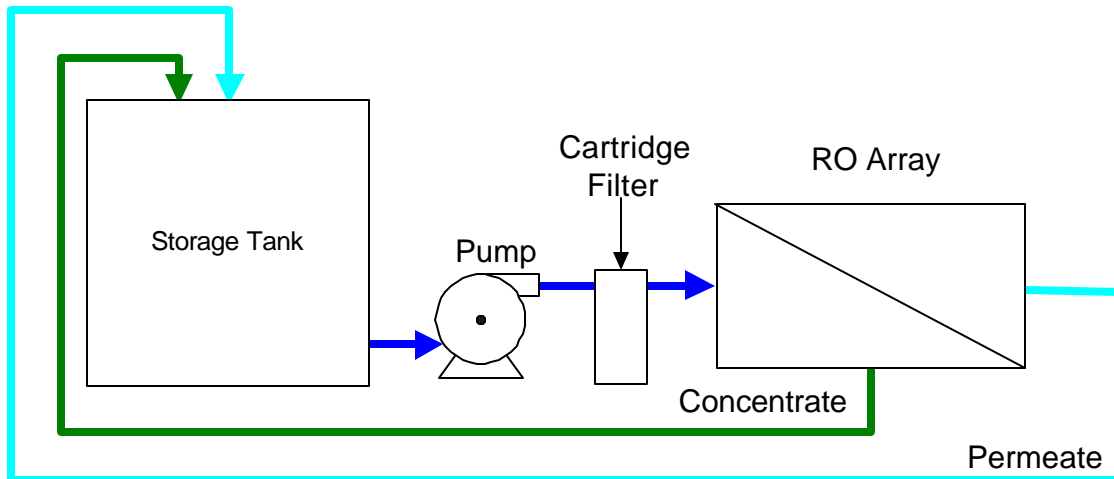 Cartridge
Filter
RO Array
Storage Tank
Pump
Concentrate
Permeate